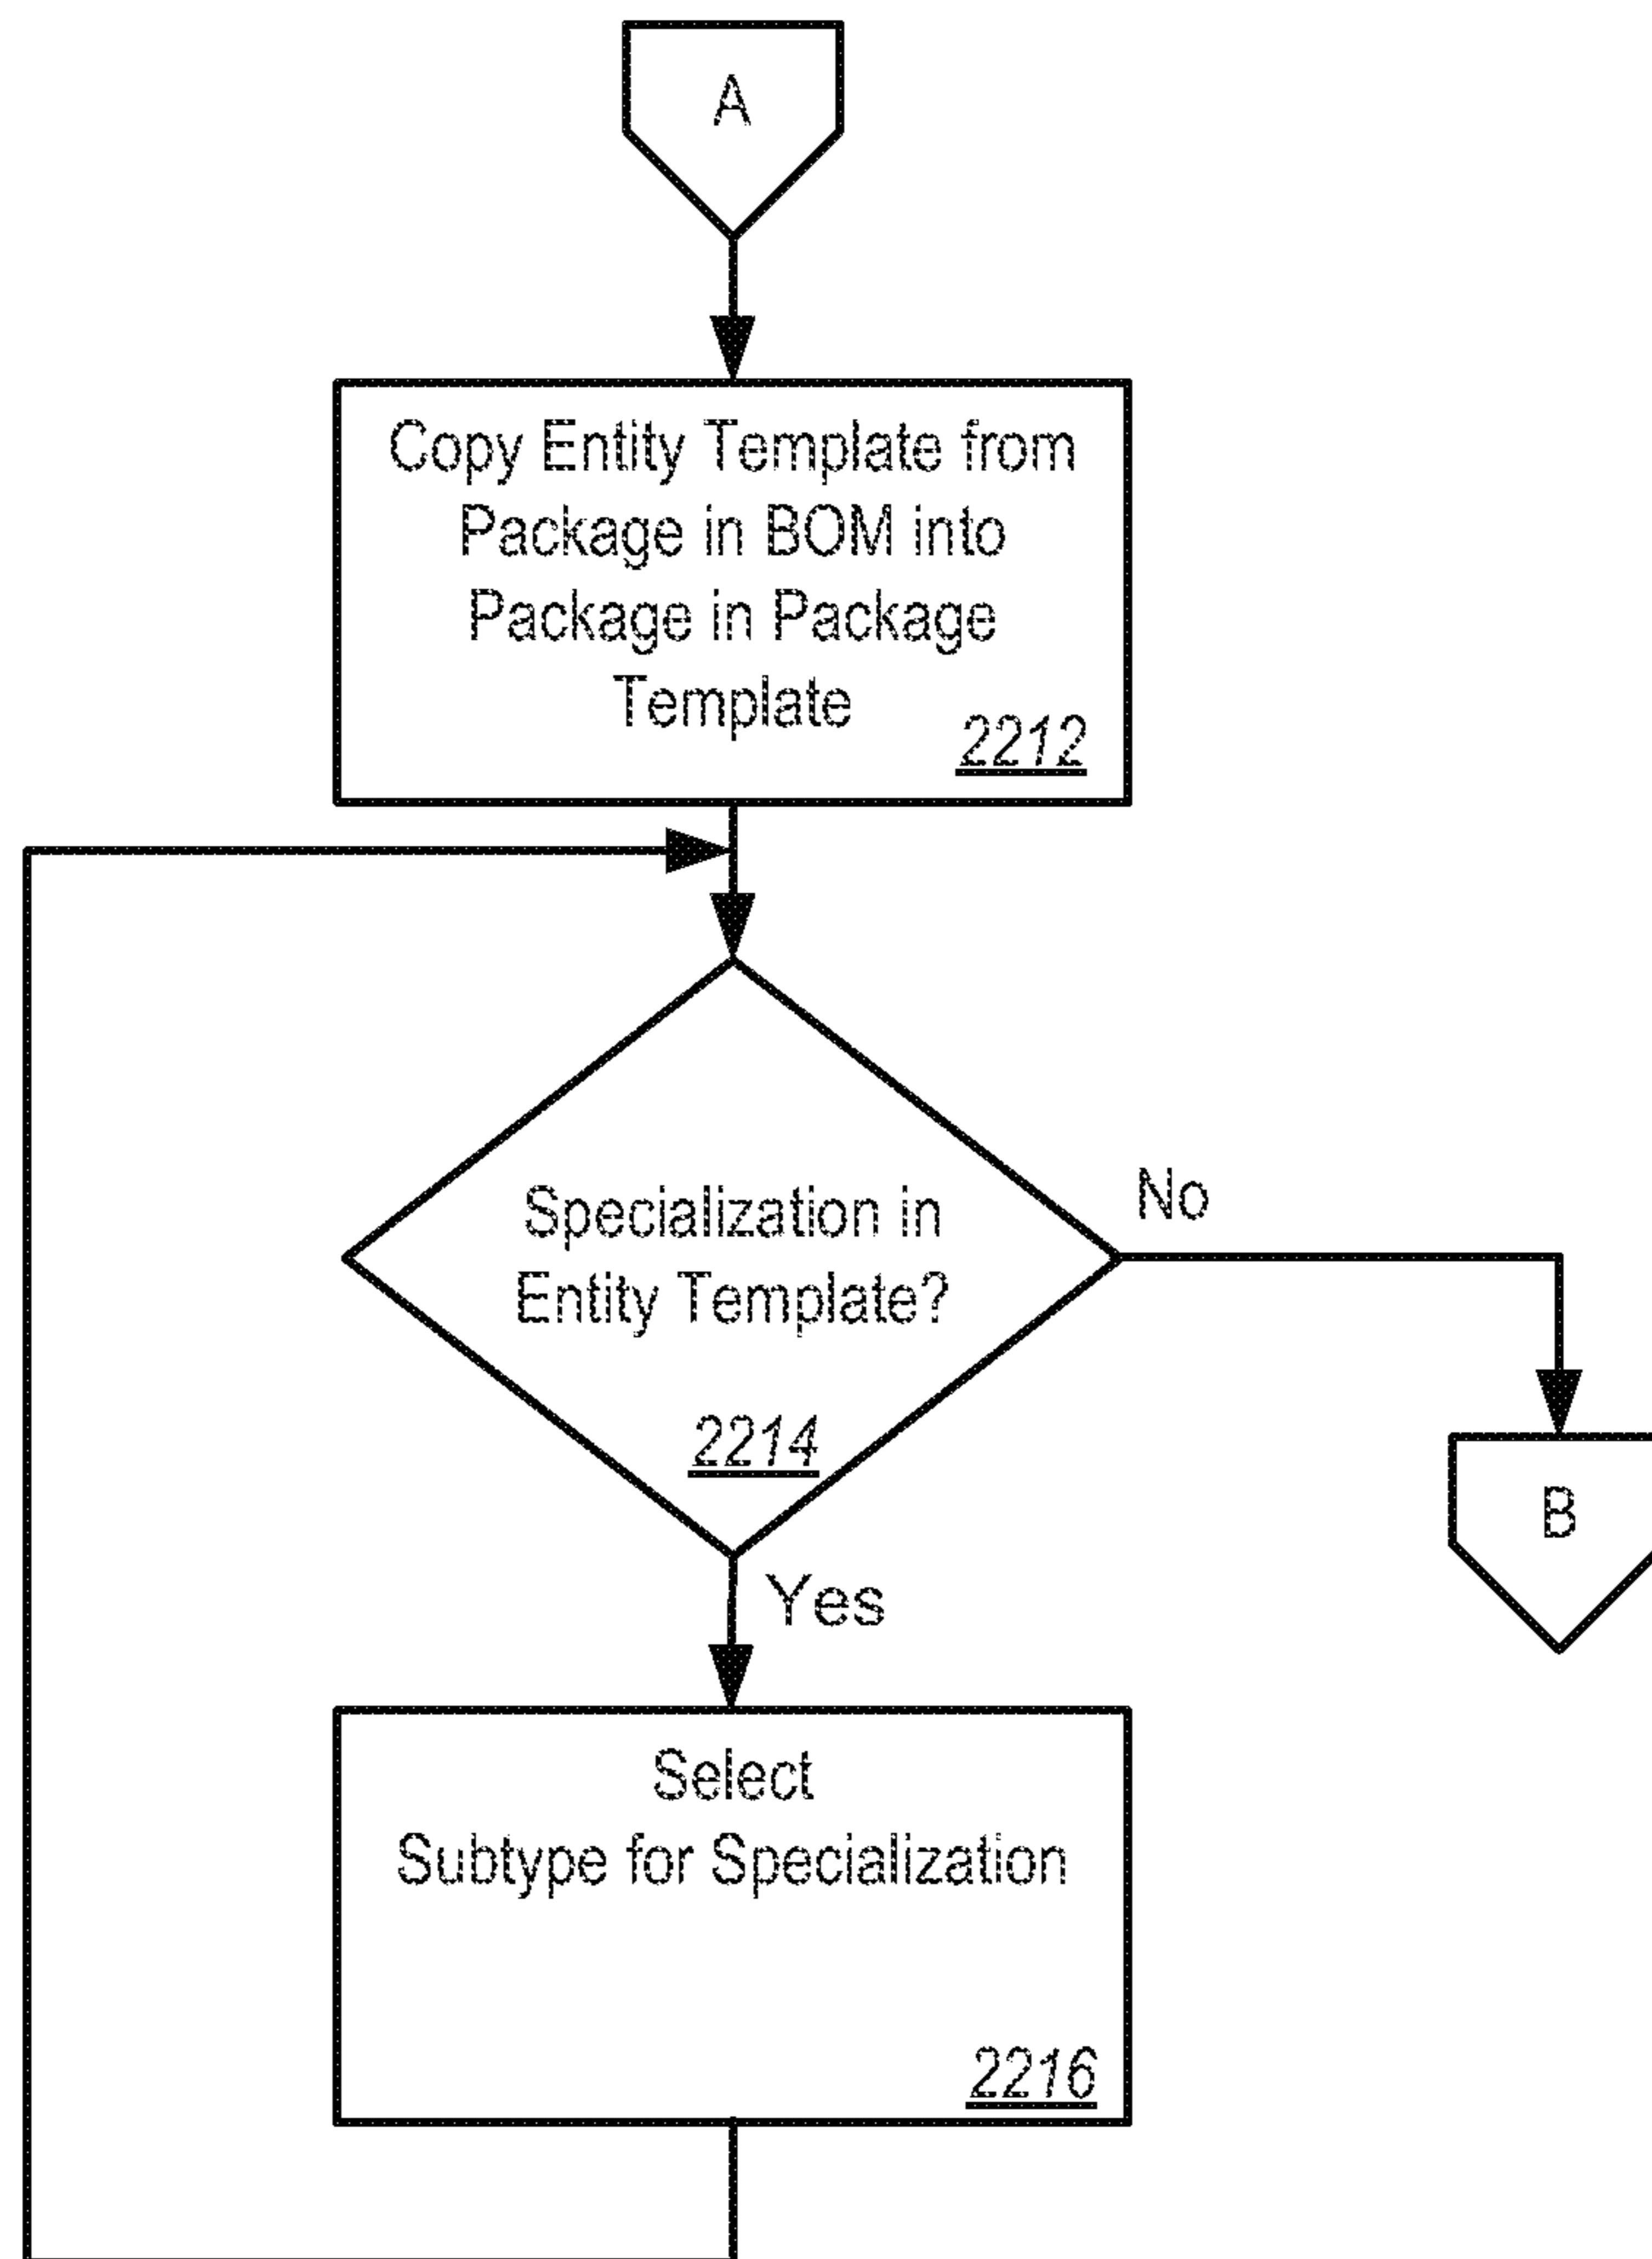 A
Copy Entity Template from
Package in BOM into
Package in Package
Template
2212
Specialization in
Entity Template?
2214
No
B
Yes
Select
Subtype for Specialization
2216